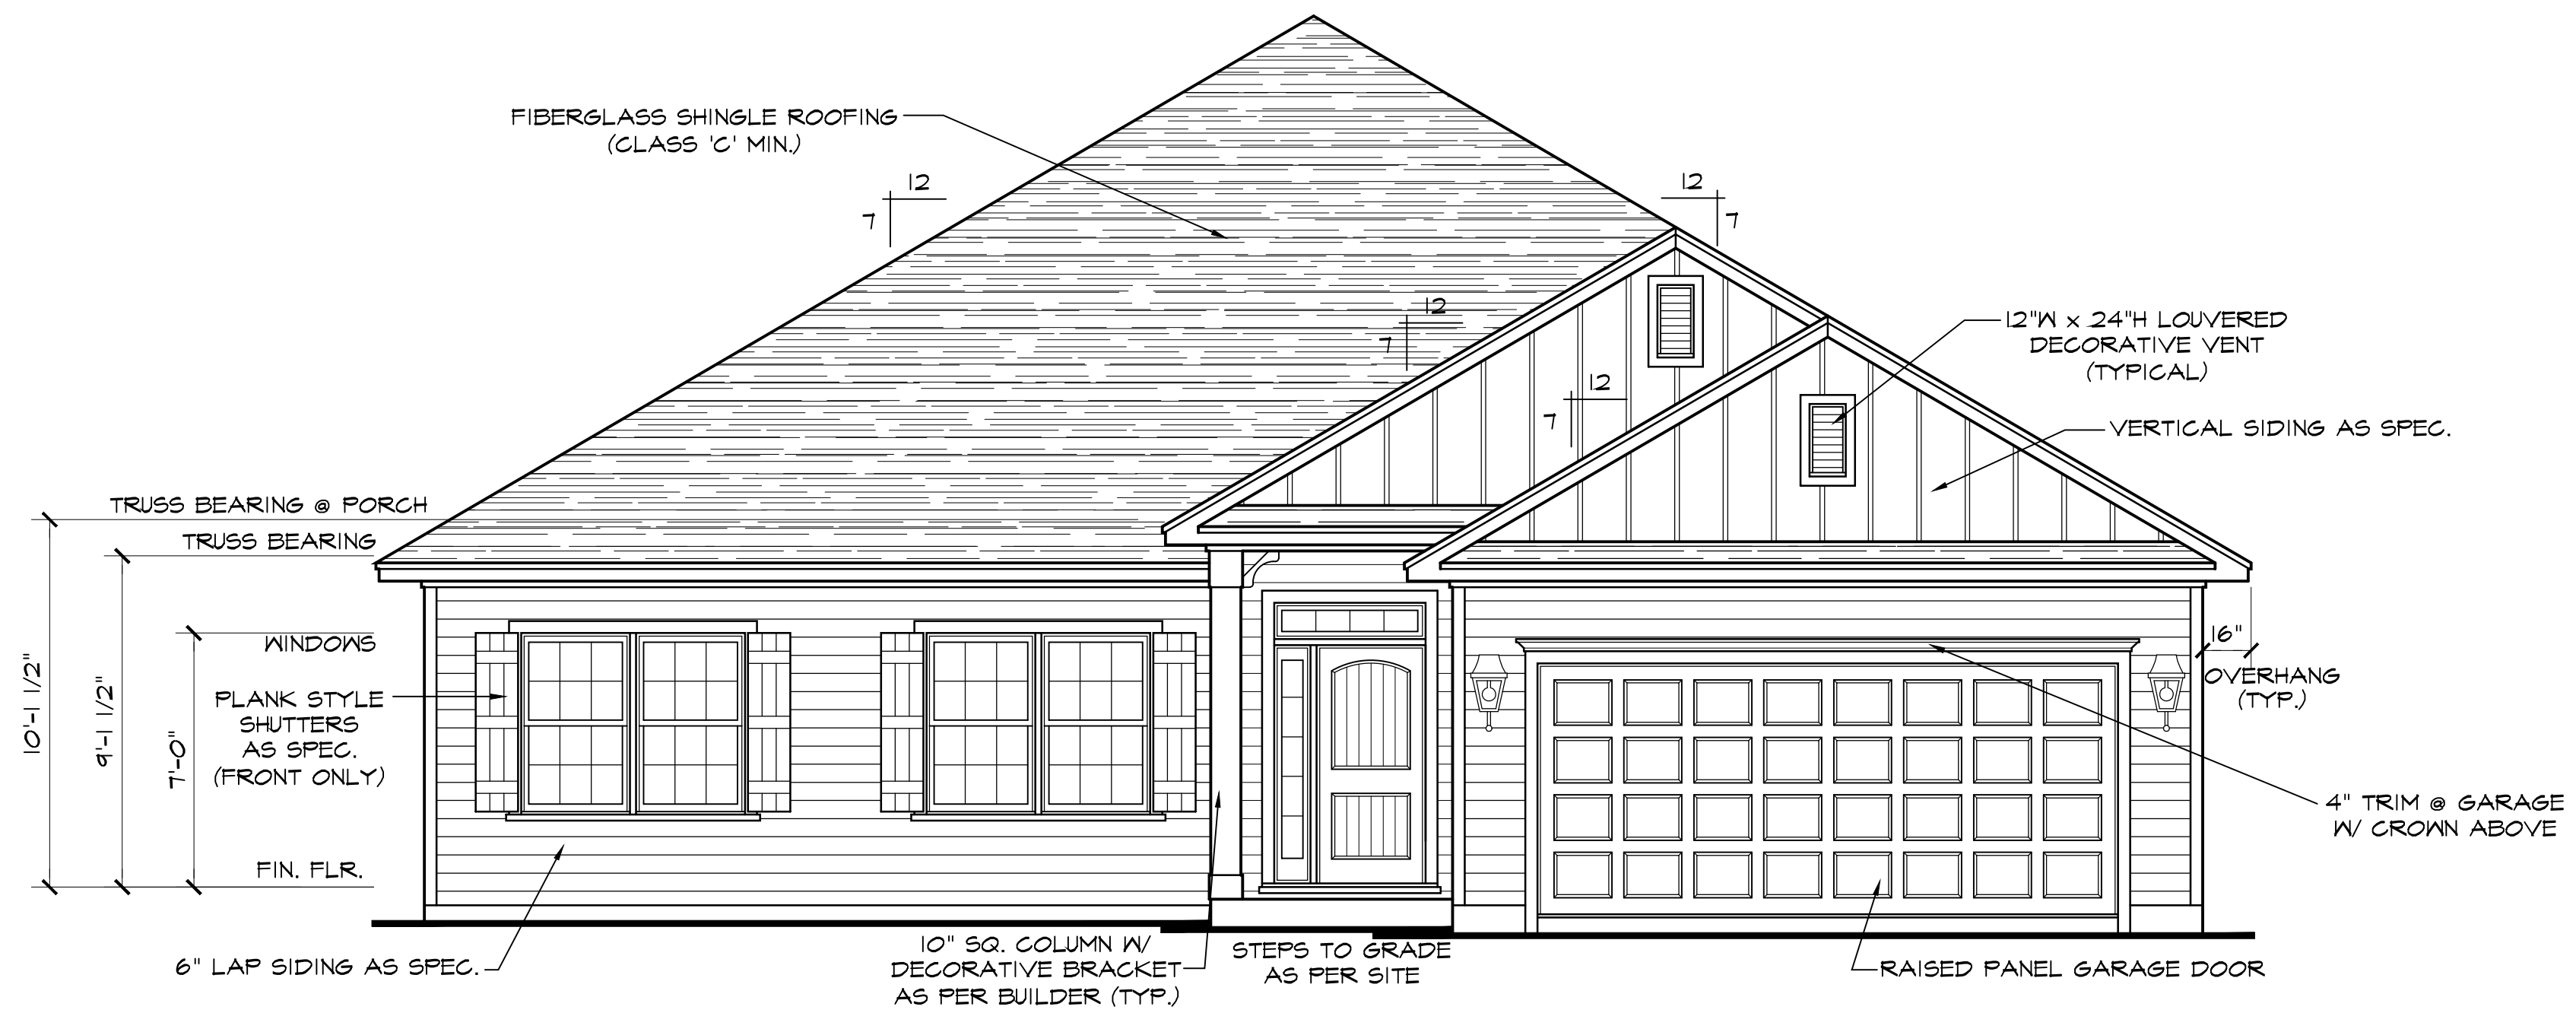 FIBERGLASS SHINGLE ROOFING
(CLASS 'C' MIN.)
12
7
12
7
12
7
12
7
12"W x 24"H LOUVERED
DECORATIVE VENT
(TYPICAL)
VERTICAL SIDING AS SPEC.
TRUSS BEARING @ PORCH
TRUSS BEARING
WINDOWS
10'-1 1/2"
9'-1 1/2"
7'-0"
PLANK STYLE
SHUTTERS
AS SPEC.
(FRONT ONLY)
FIN. FLR.
16"
OVERHANG
(TYP.)
4" TRIM @ GARAGE
W/ CROWN ABOVE
6" LAP SIDING AS SPEC.
10" SQ. COLUMN W/
DECORATIVE BRACKET
AS PER BUILDER (TYP.)
STEPS TO GRADE
AS PER SITE
RAISED PANEL GARAGE DOOR